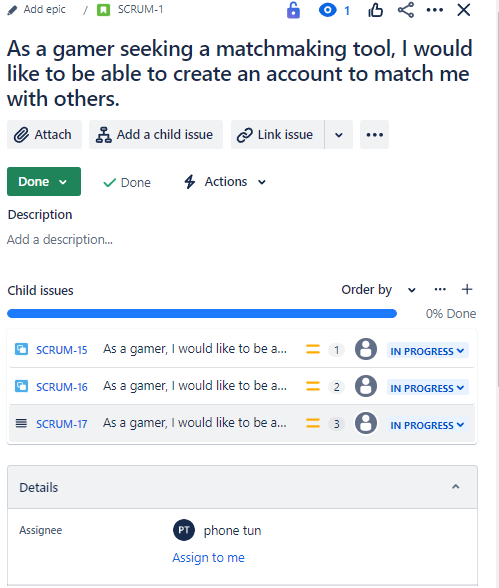 Add epic / SCRUM-1 1
As a gamer seeking a matchmaking tool, I would
like to be able to create an account to match me
with others.
Attach Add a child issue Link issue
Done Done Actions
Description
Add a description...
Child issues Order by
0% Done
SCRUM-15 As a gamer, I would like to be a... 1 IN PROGRESS
SCRUM-16 As a gamer, I would like to be a... 2 IN PROGRESS
SCRUM-17 As a gamer, I would like to be a... 3 IN PROGRESS
Details
Assignee PT phone tun
Assign to me